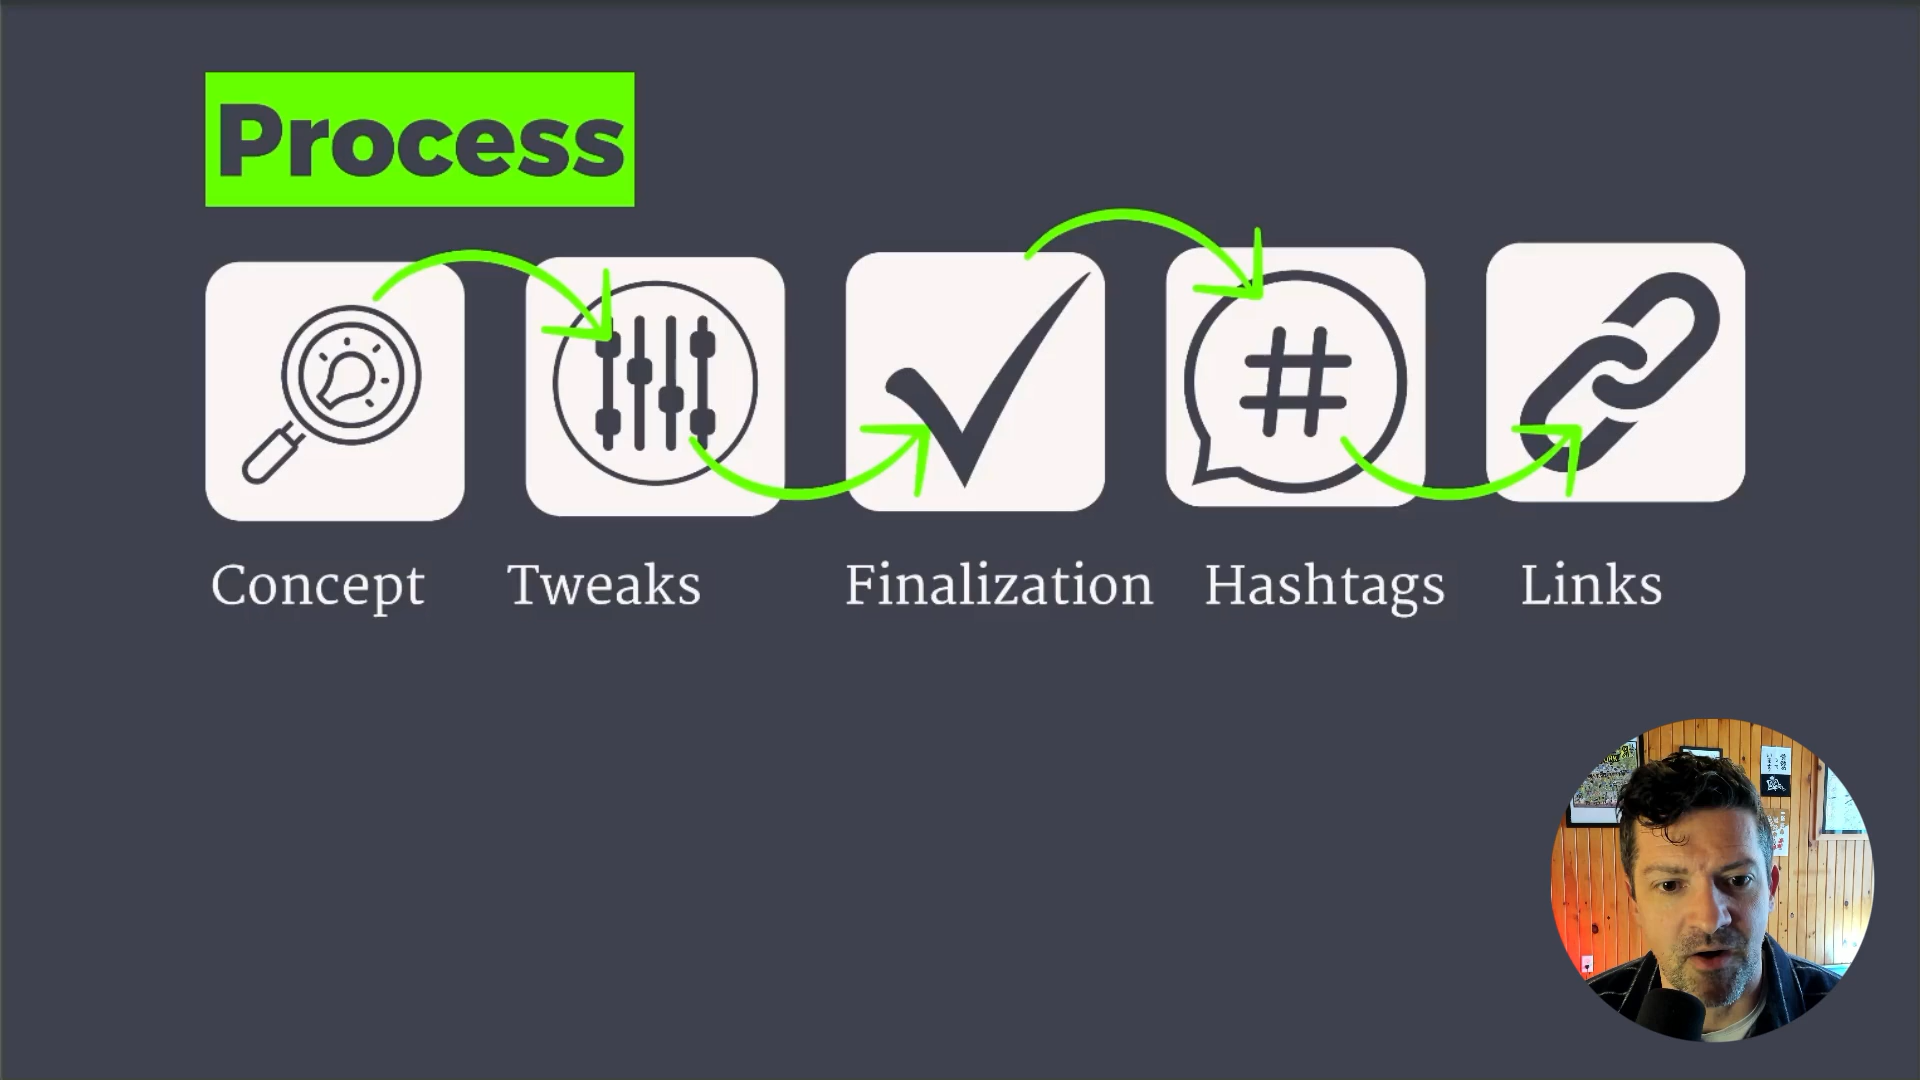 Process
Concept
Tweaks
Finalization
Hashtags
Links